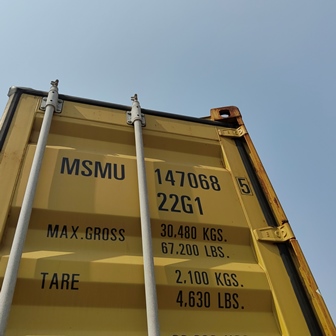 MSMU 147068 5
22G1
MAX.GROSS 30,480 KGS.
67,200 LBS.
TARE 2,100 KGS.
4,630 LBS.